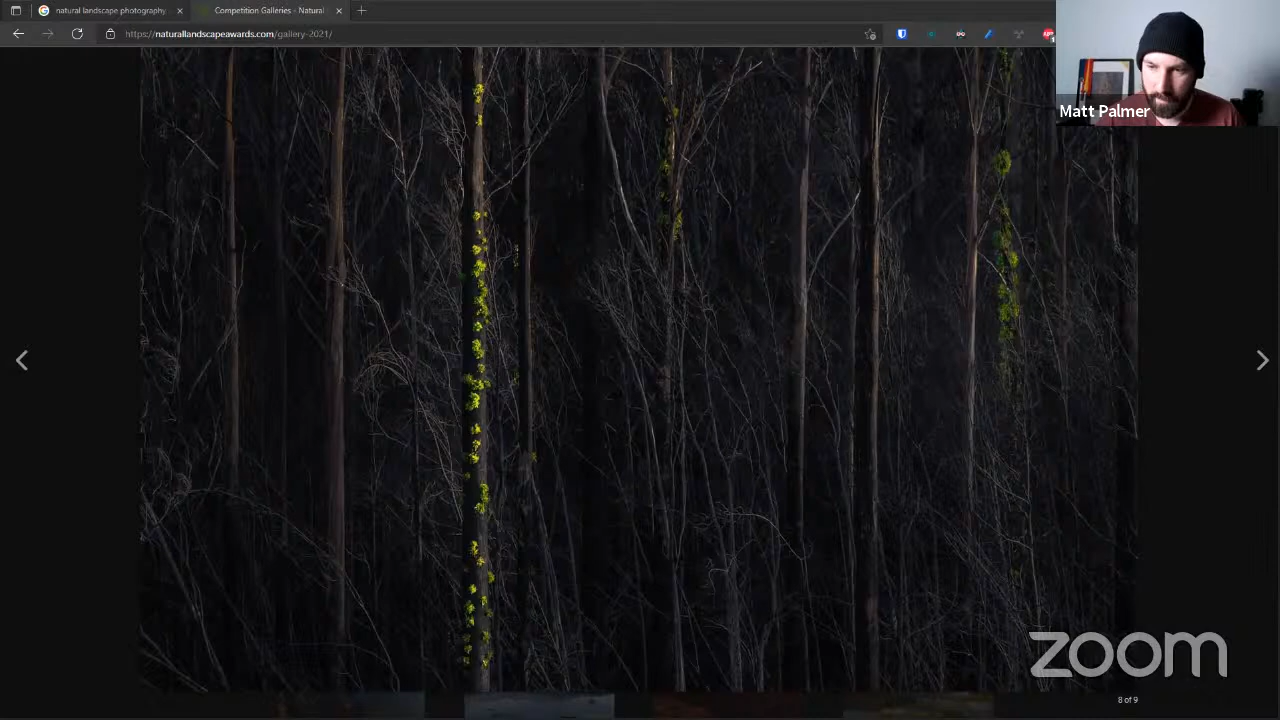 natural landscape photography
Competition Galleries - Natural
https://naturallandscapeawards.com/gallery-2021/
Matt Palmer
zoom
8 of 9